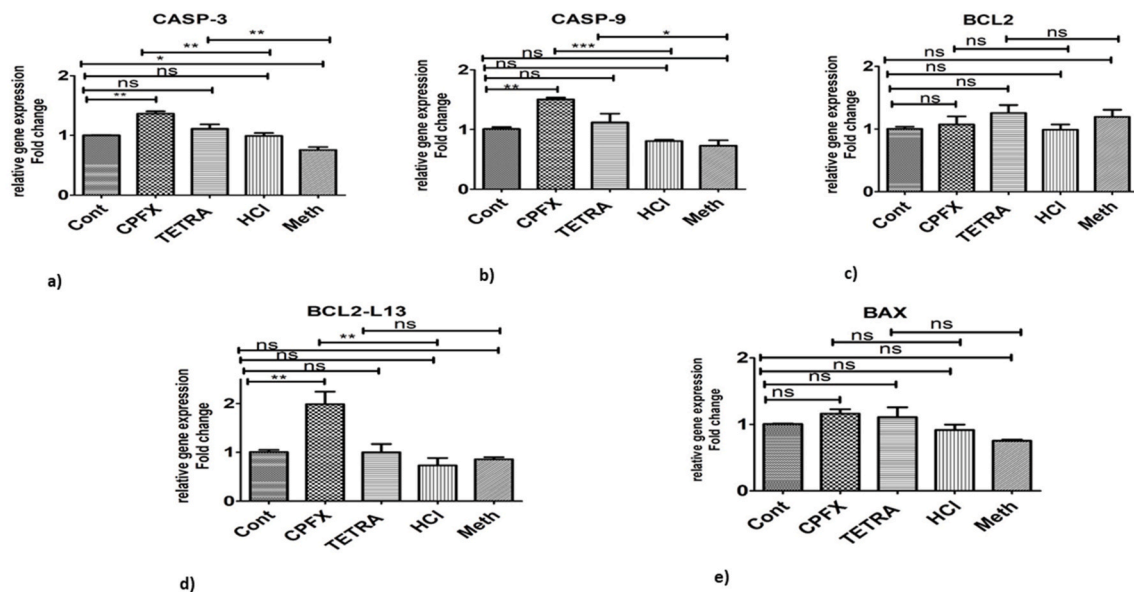 CASP-3
** 
**
*
ns
ns
**
relative gene expression
Fold change
2
1
0
Cont
CPFX
TETRA
HCl
Meth
a)
CASP-9
*
***
ns
ns
ns
**
relative gene expression
Fold change
2
1
0
Cont
CPFX
TETRA
HCl
Meth
b)
BCL2
ns
ns
ns
ns
ns
ns
relative gene expression
Fold change
2
1
0
Cont
CPFX
TETRA
HCl
Meth
c)
BCL2-L13
ns
**
ns
ns
ns
**
relative gene expression
Fold change
2
1
0
Cont
CPFX
TETRA
HCl
Meth
d)
BAX
ns
ns
ns
ns
ns
ns
relative gene expression
Fold change
2
1
0
Cont
CPFX
TETRA
HCl
Meth
e)